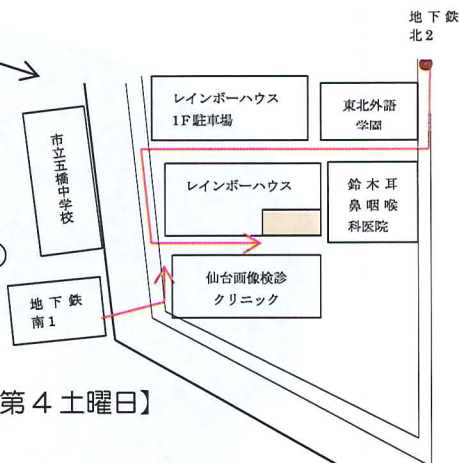 地下鉄
北2
レインボーハウス
1F駐車場
東北外語
学園
市立五橋中学校
レインボーハウス
鈴木耳
鼻咽喉
科医院
仙台画像検診
クリニック
地下鉄
南1
第4土曜日】